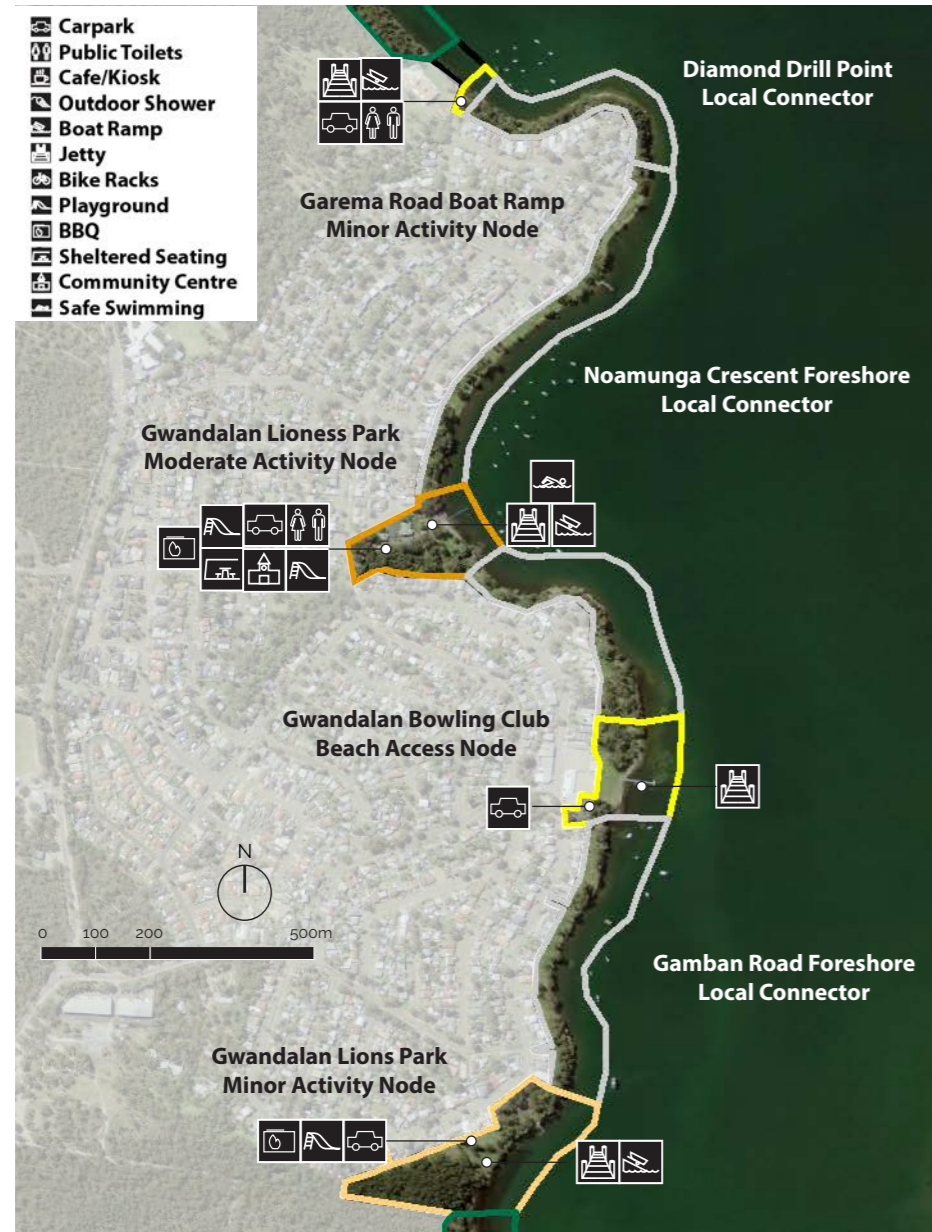 Carpark
Public Toilets
Cafe/Kiosk
Outdoor Shower
Boat Ramp
Jetty
Bike Racks
Playground
BBQ
Sheltered Seating
Community Centre
Safe Swimming
Diamond Drill Point
Local Connector
Garema Road Boat Ramp
Minor Activity Node
Noamunga Crescent Foreshore
Local Connector
Gwandalan Lioness Park
Moderate Activity Node
Gwandalan Bowling Club
Beach Access Node
N
0 100 200 500m
Gamban Road Foreshore
Local Connector
Gwandalan Lions Park
Minor Activity Node